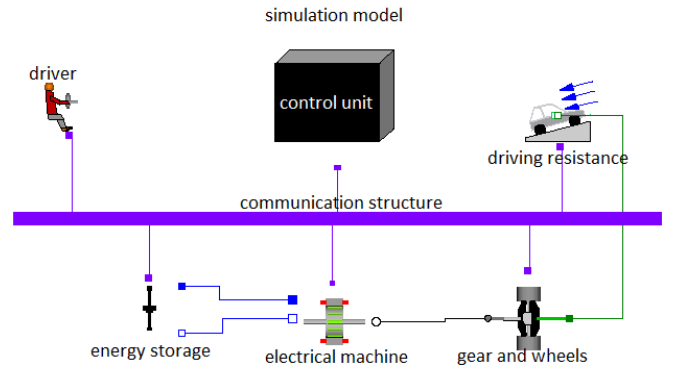 simulation model
driver
control unit
driving resistance
communication structure
energy storage
electrical machine
gear and wheels